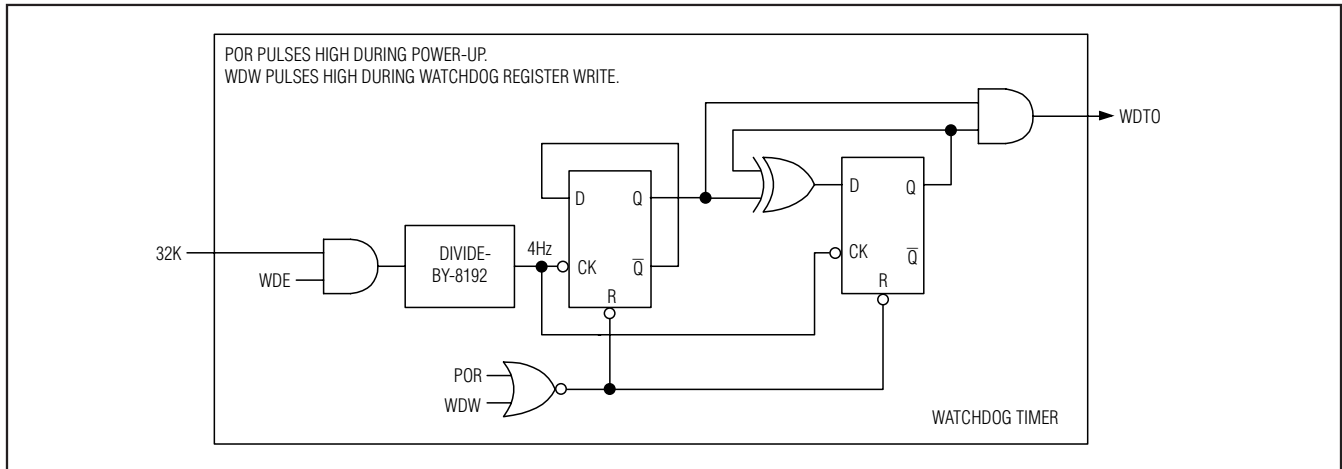 POR PULSES HIGH DURING POWER-UP.
WDW PULSES HIGH DURING WATCHDOG REGISTER WRITE.
WDTO
D
Q
D
Q
32K
WDE
DIVIDE-
BY-8192
4Hz
CK
Q̅
R
CK
Q̅
R
POR
WDW
WATCHDOG TIMER